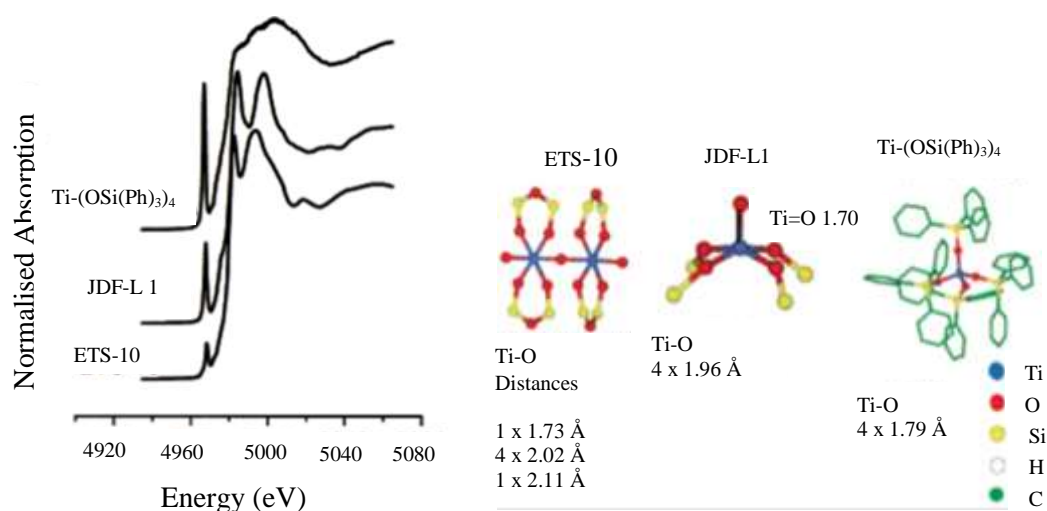 Normalised Absorption
Ti-(OSi(Ph)₃)₄
JDF-L 1
ETS-10
4920 4960 5000 5040 5080
Energy (eV)
ETS-10
JDF-L1
Ti-(OSi(Ph)₃)₄
Ti=O 1.70
Ti-O
Distances
1 x 1.73 Å
4 x 2.02 Å
1 x 2.11 Å
Ti-O
4 x 1.96 Å
Ti-O
4 x 1.79 Å
Ti
O
Si
H
C